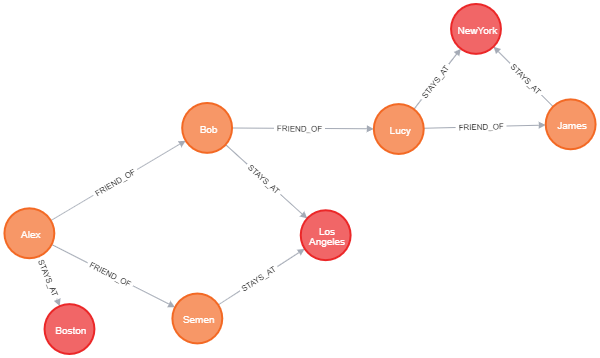 NewYork
STAYS_AT
STAYS_AT
Bob
FRIEND_OF
Lucy
FRIEND_OF
James
FRIEND_OF
STAYS_AT
Alex
Los
Angeles
STAYS_AT
FRIEND_OF
STAYS_AT
Semen
Boston